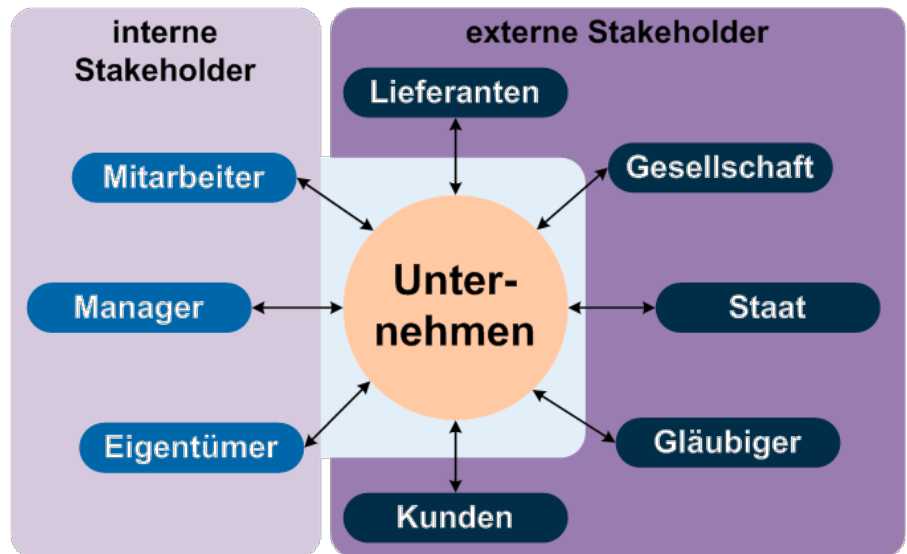 interne
Stakeholder
externe Stakeholder
Lieferanten
Mitarbeiter
Gesellschaft
Unter-
nehmen
Manager
Staat
Eigentümer
Gläubiger
Kunden